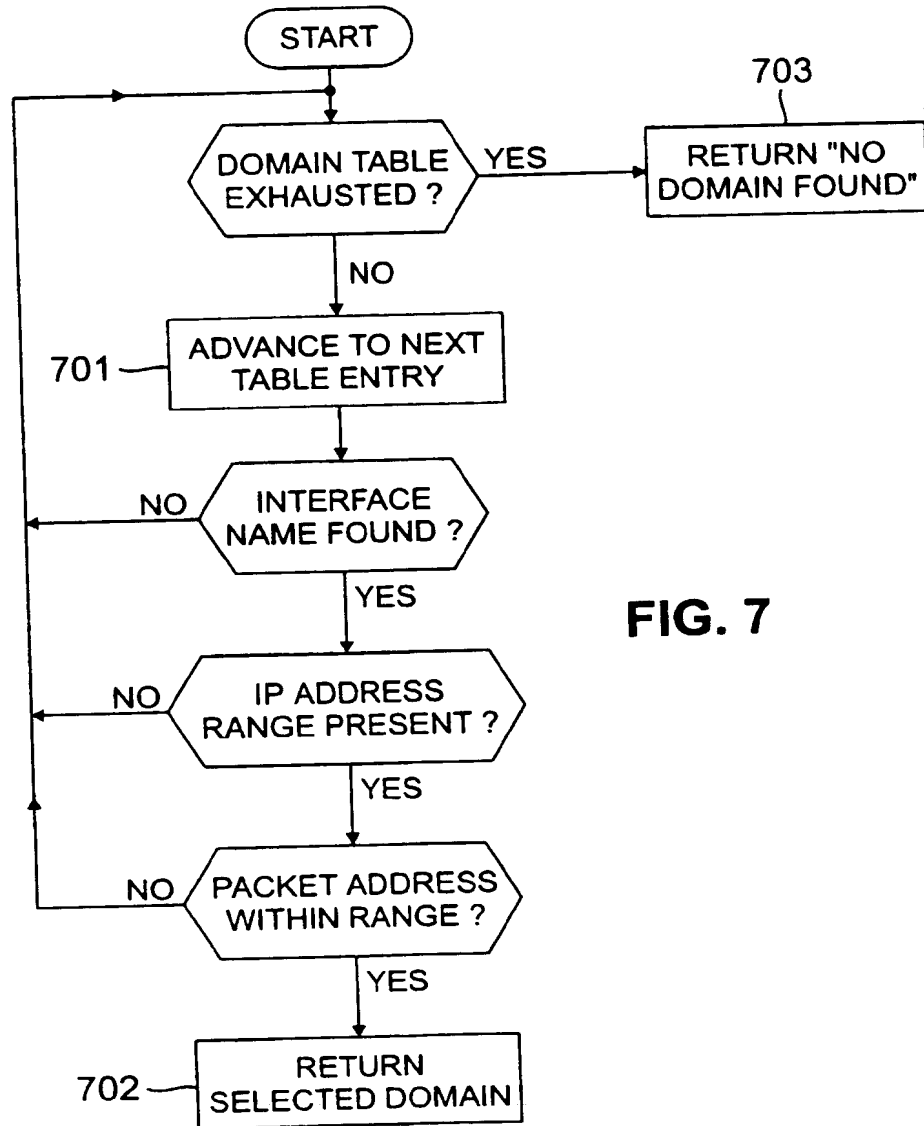 START
703
DOMAIN TABLE
EXHAUSTED ?
YES
RETURN "NO
DOMAIN FOUND"
NO
701
ADVANCE TO NEXT
TABLE ENTRY
NO
INTERFACE
NAME FOUND ?
YES
FIG. 7
NO
IP ADDRESS
RANGE PRESENT ?
YES
NO
PACKET ADDRESS
WITHIN RANGE ?
YES
702
RETURN
SELECTED DOMAIN